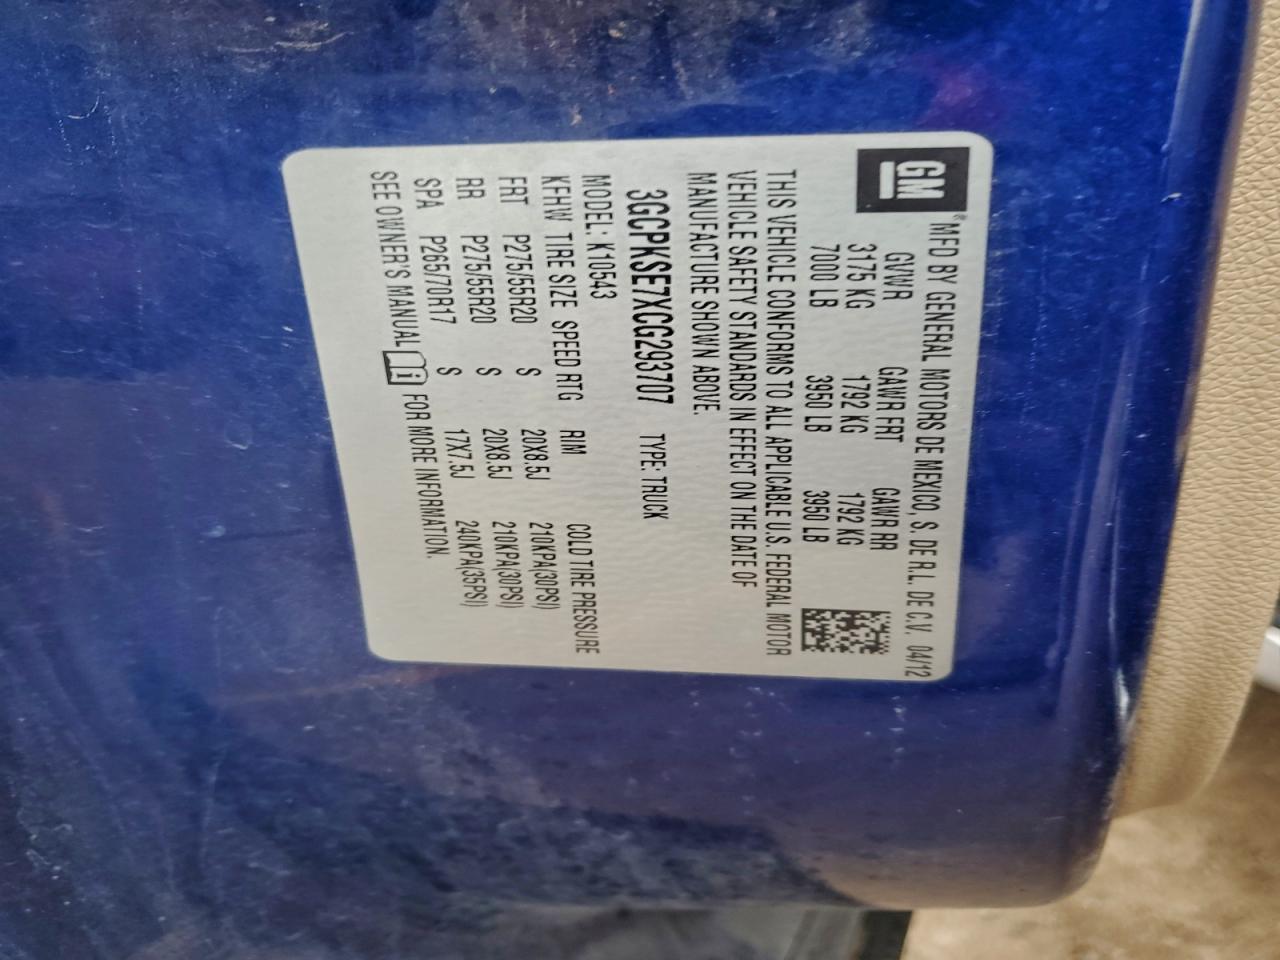 GM
®MFD BY GENERAL MOTORS DE MEXICO, S. DE R.L. DE C.V. 04/12
GVWR GAWR FRT GAWR RR
3175 KG 1792 KG 1792 KG
7000 LB 3950 LB 3950 LB
THIS VEHICLE CONFORMS TO ALL APPLICABLE U.S. FEDERAL MOTOR
VEHICLE SAFETY STANDARDS IN EFFECT ON THE DATE OF
MANUFACTURE SHOWN ABOVE.
3GCPKSE7XCG293707 TYPE: TRUCK
MODEL: K10543
KFHW TIRE SIZE SPEED RTG RIM COLD TIRE PRESSURE
FRT P275/55R20 S 20X8.5J 210KPA(30PSI)
RR P275/55R20 S 20X8.5J 210KPA(30PSI)
SPA P265/70R17 S 17X7.5J 240KPA(35PSI)
SEE OWNER'S MANUAL FOR MORE INFORMATION.